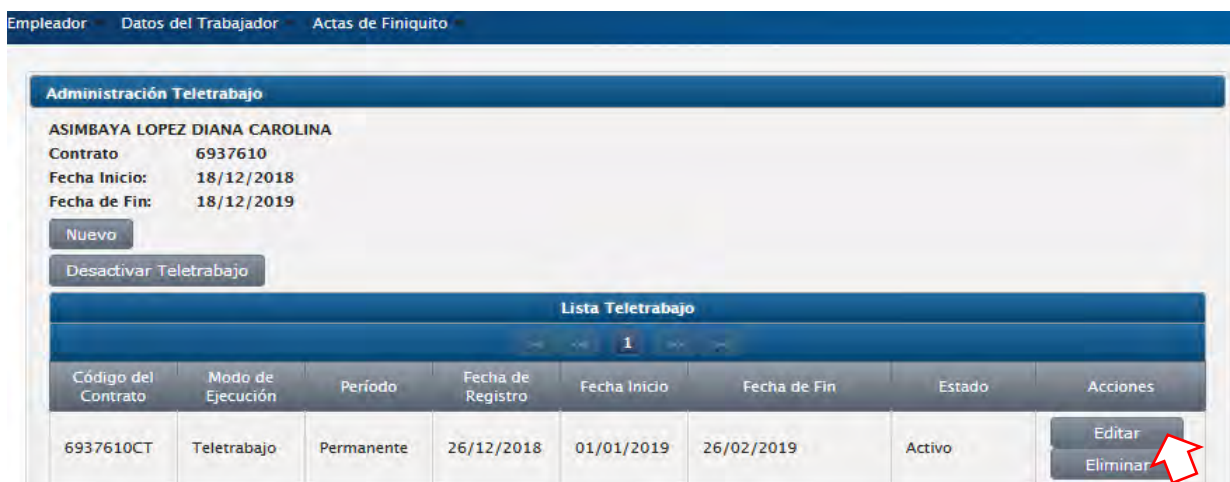 Empleador Datos del Trabajador Actas de Finiquito
Administración Teletrabajo
ASIMBAYA LOPEZ DIANA CAROLINA
Contrato 6937610
Fecha Inicio: 18/12/2018
Fecha de Fin: 18/12/2019
Nuevo
Desactivar Teletrabajo
Lista Teletrabajo
1
Código del Contrato Modo de Ejecución Período Fecha de Registro Fecha Inicio Fecha de Fin Estado Acciones
6937610CT Teletrabajo Permanente 26/12/2018 01/01/2019 26/02/2019 Activo Editar
Eliminar